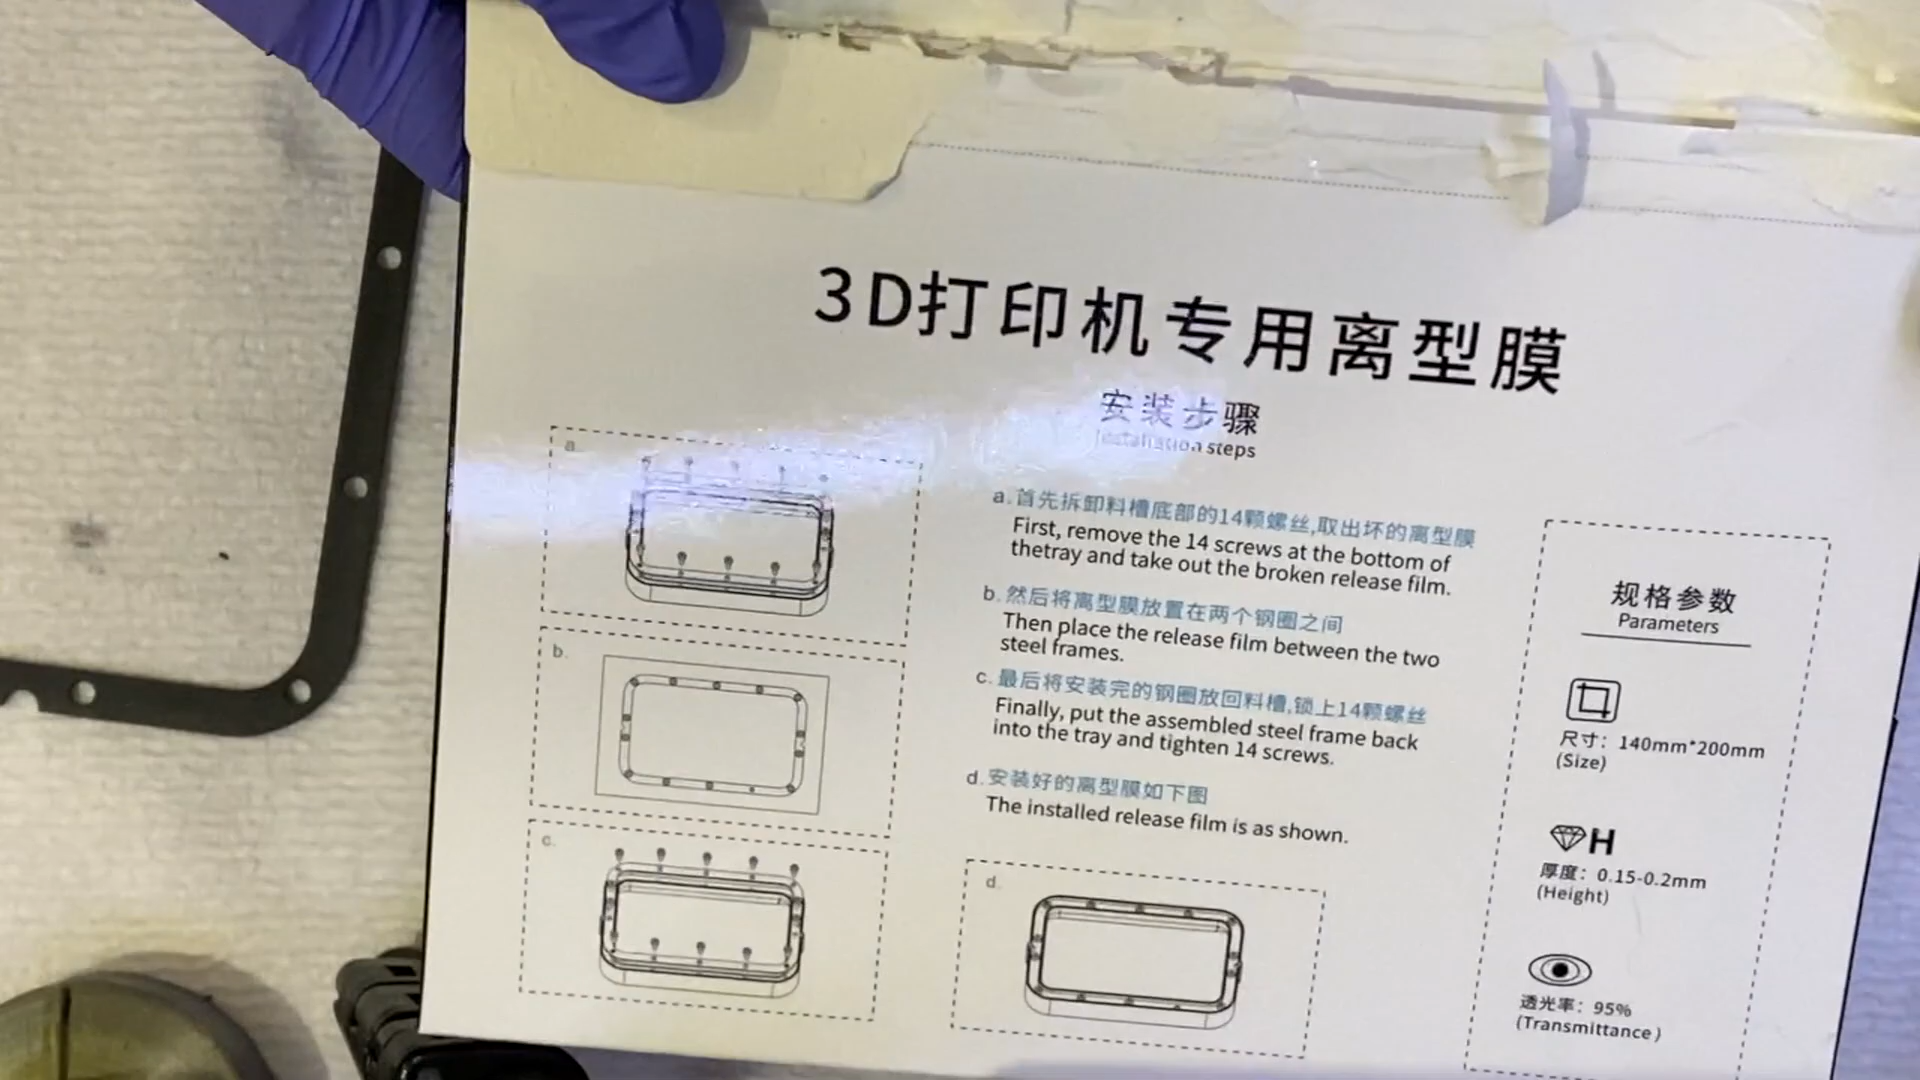 3D打印机专用离型膜
安装步骤
Installation steps
a.
a.首先拆卸料槽底部的14颗螺丝,取出坏的离型膜
First, remove the 14 screws at the bottom of
thetray and take out the broken release film.
b.
b.然后将离型膜放置在两个钢圈之间
Then place the release film between the two
steel frames.
c.
c.最后将安装完的钢圈放回料槽,锁上14颗螺丝
Finally, put the assembled steel frame back
into the tray and tighten 14 screws.
d.安装好的离型膜如下图
The installed release film is as shown.
d.
规格参数
Parameters
尺寸：140mm*200mm
(Size)
H
厚度：0.15-0.2mm
(Height)
透光率：95%
(Transmittance)